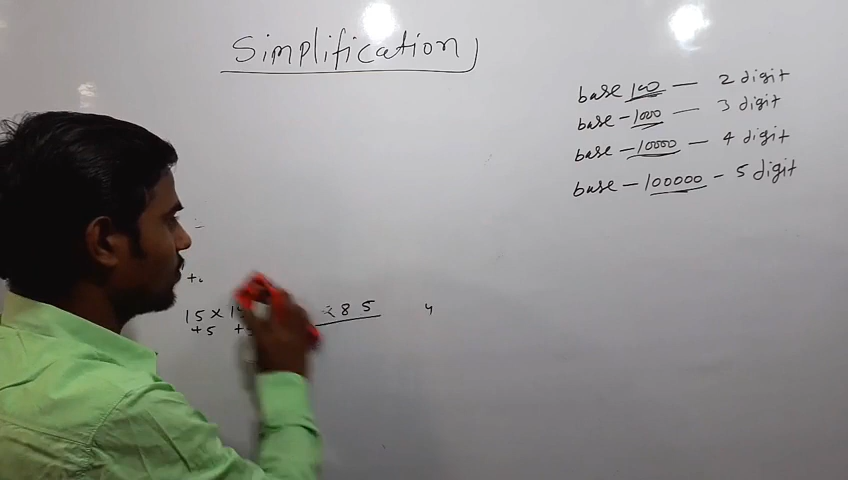 Simplification
base 100 — 2 digit
base - 1000 — 3 digit
base - 10000 - 4 digit
base - 100000 - 5 digit
15 × 85
+5 +